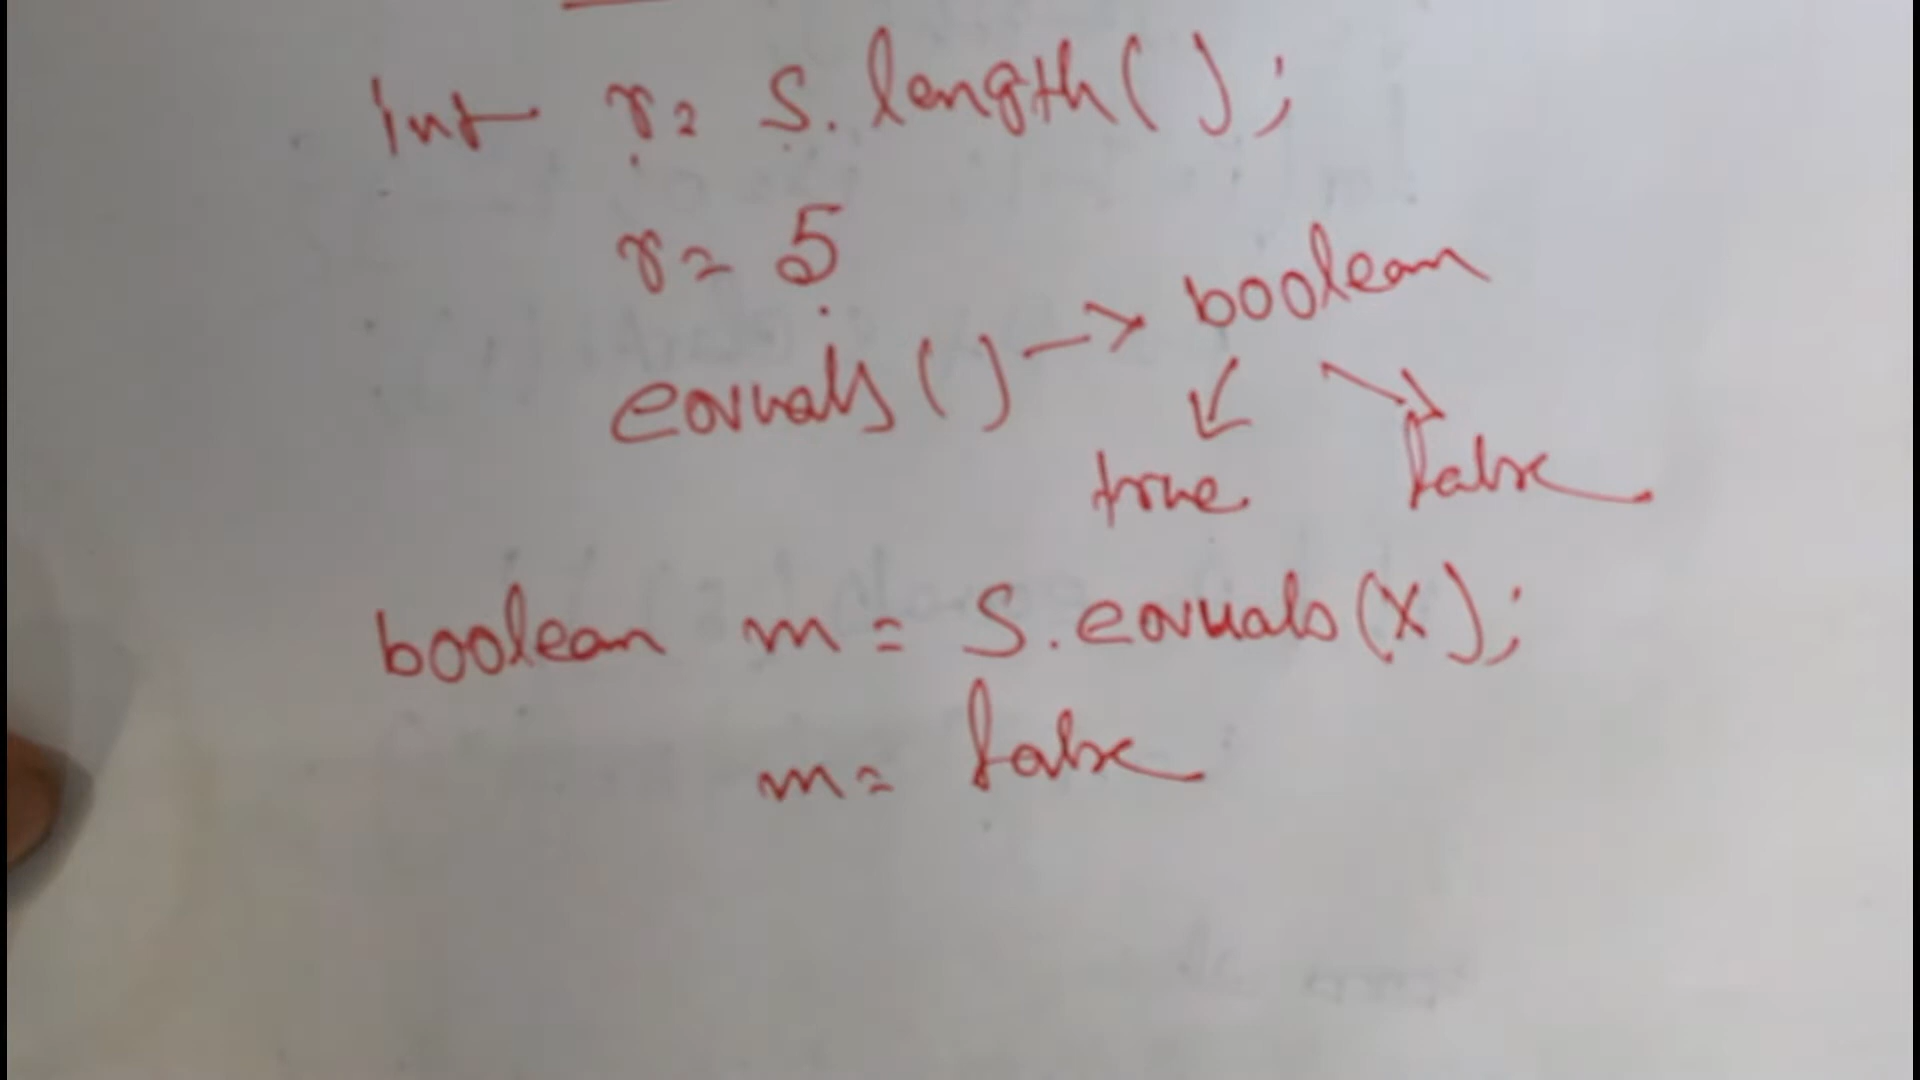 int r= s.length();
r= 5
equals() -> boolean
true false
boolean m = s.equals(x);
m= false